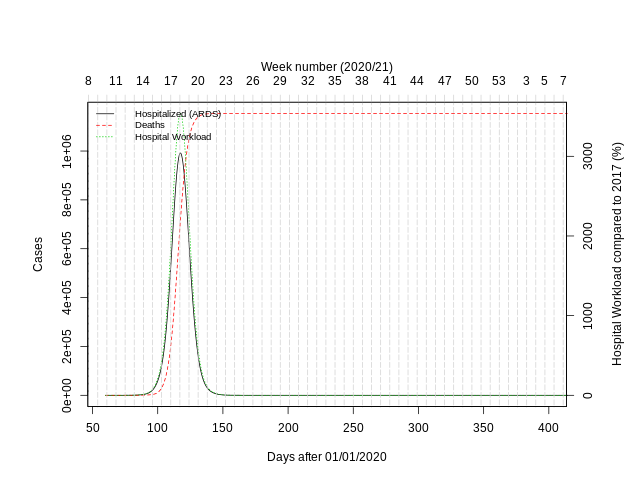 Week number (2020/21)
8 11 14 17 20 23 26 29 32 35 38 41 44 47 50 53 3 5 7
Hospitalized (ARDS)
Deaths
Hospital Workload
Cases
0e+00 2e+05 4e+05 6e+05 8e+05 1e+06
Hospital Workload compared to 2017 (%)
0 1000 2000 3000
50 100 150 200 250 300 350 400
Days after 01/01/2020